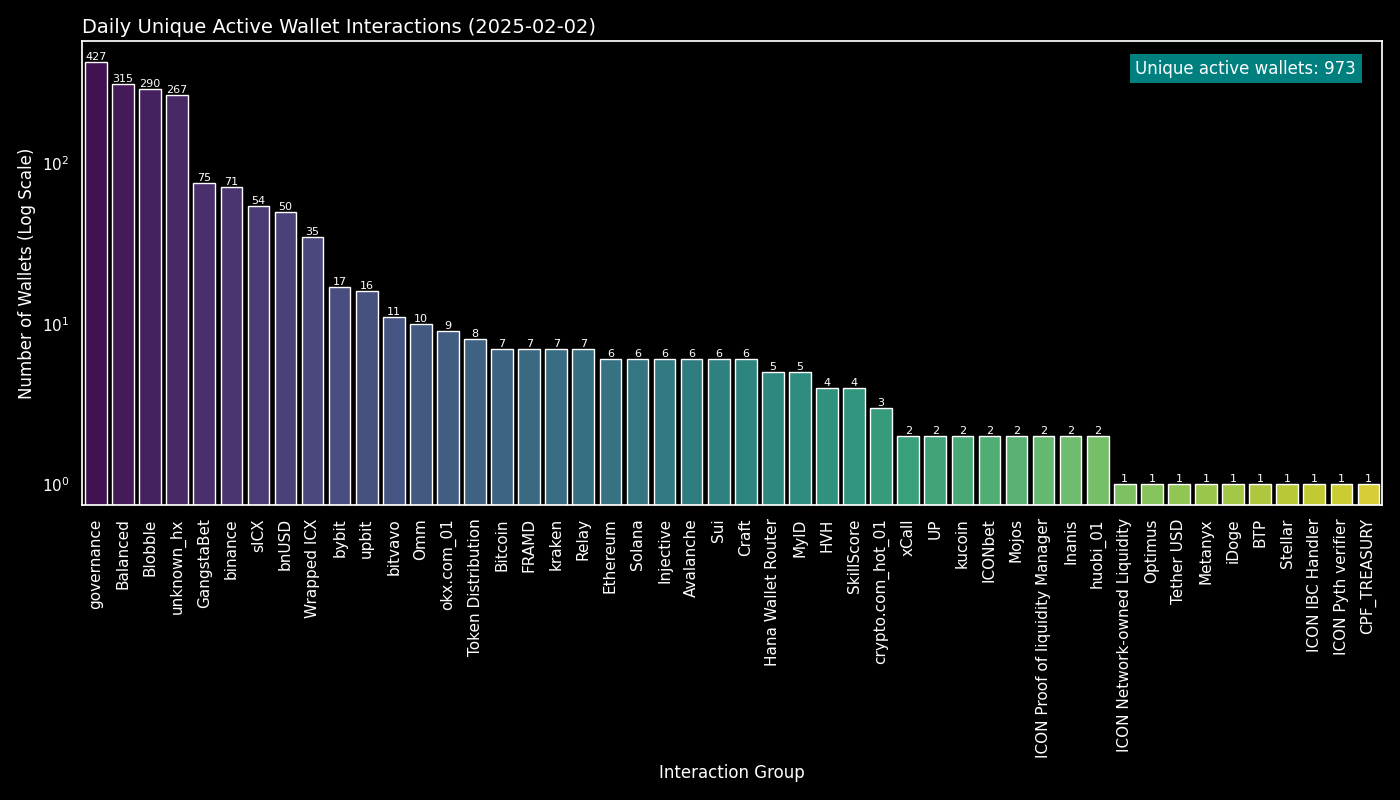 Daily Unique Active Wallet Interactions (2025-02-02)
Unique active wallets: 973
Number of Wallets (Log Scale)
10²
10¹
10⁰
427
315
290
267
75
71
54
50
35
17
16
11
10
9
8
7
7
7
7
6
6
6
6
6
6
5
5
4
4
3
2
2
2
2
2
2
2
2
1
1
1
1
1
1
1
1
1
1
governance
Balanced
Blobble
unknown_hx
GangstaBet
binance
sICX
bnUSD
Wrapped ICX
bybit
upbit
bitvavo
Omm
okx.com_01
Token Distribution
Bitcoin
FRAMD
kraken
Relay
Ethereum
Solana
Injective
Avalanche
Sui
Craft
Hana Wallet Router
MyID
HVH
SkillScore
crypto.com_hot_01
xCall
UP
kucoin
ICONbet
Mojos
ICON Proof of liquidity Manager
Inanis
huobi_01
ICON Network-owned Liquidity
Optimus
Tether USD
Metanyx
iDoge
BTP
Stellar
ICON IBC Handler
ICON Pyth verifier
CPF_TREASURY
Interaction Group